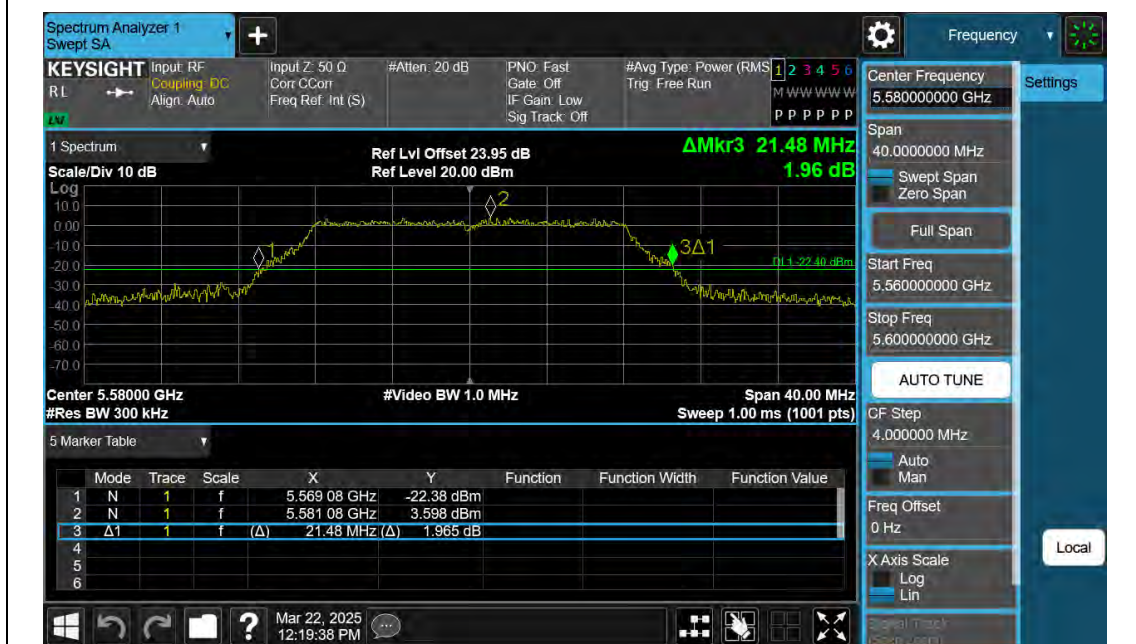 Spectrum Analyzer 1
Swept SA
+
Frequency
KEYSIGHT
RL
LXI
Input: RF
Coupling: DC
Align: Auto
Input Z: 50 Ω
Corr CCorr
Freq Ref: Int (S)
#Atten: 20 dB
PNO: Fast
Gate: Off
IF Gain: Low
Sig Track: Off
#Avg Type: Power (RMS
Trig: Free Run
1 2 3 4 5 6
M W W W W W
P P P P P P
1 Spectrum
Scale/Div 10 dB
Ref Lvl Offset 23.95 dB
Ref Level 20.00 dBm
ΔMkr3 21.48 MHz
1.96 dB
Log
10.0
0.00
-10.0
-20.0
-30.0
-40.0
-50.0
-60.0
-70.0
1
2
3Δ1
DL1 -22.40 dBm
Center 5.58000 GHz
#Res BW 300 kHz
#Video BW 1.0 MHz
Span 40.00 MHz
Sweep 1.00 ms (1001 pts)
5 Marker Table
Mode Trace Scale X Y Function Function Width Function Value
1 N 1 f 5.569 08 GHz -22.38 dBm
2 N 1 f 5.581 08 GHz 3.598 dBm
3 Δ1 1 f (Δ) 21.48 MHz (Δ) 1.965 dB
4
5
6
?
Mar 22, 2025
12:19:38 PM
Center Frequency
5.580000000 GHz
Span
40.0000000 MHz
Swept Span
Zero Span
Full Span
Start Freq
5.560000000 GHz
Stop Freq
5.600000000 GHz
AUTO TUNE
CF Step
4.000000 MHz
Auto
Man
Freq Offset
0 Hz
X Axis Scale
Log
Lin
Signal Track
Settings
Local